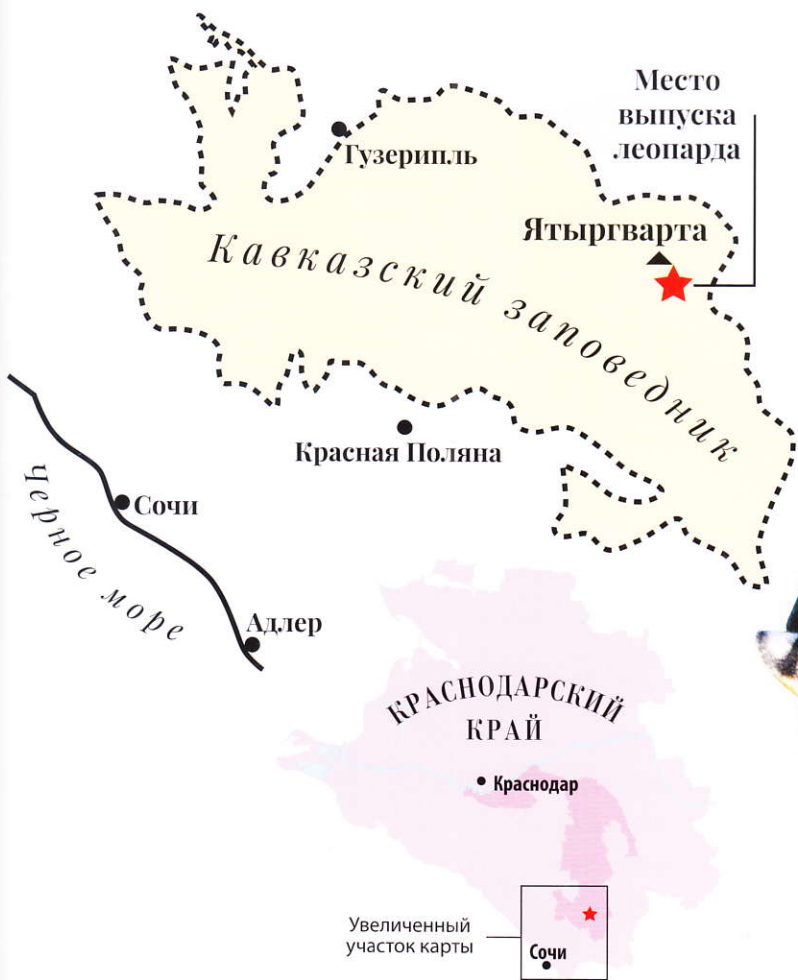 Место
выпуска
леопарда
Гузерипль
Ятыргварта
Кавказский заповедник
Красная Поляна
Сочи
Черное море
Адлер
КРАСНОДАРСКИЙ
КРАЙ
Краснодар
Увеличенный
участок карты
Сочи